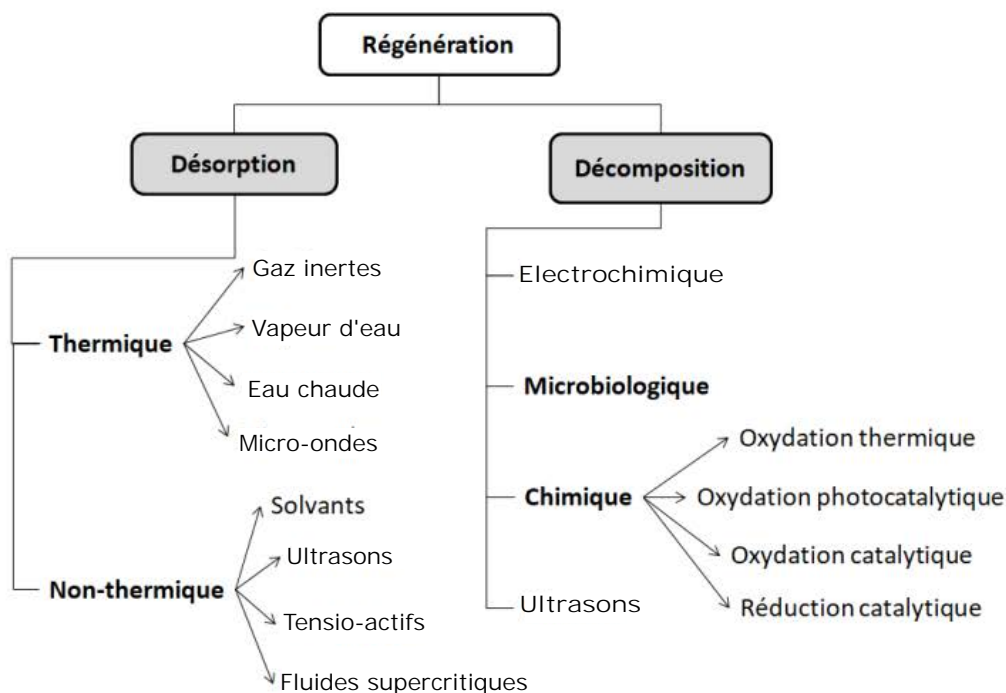 Régénération
Désorption
Décomposition
Thermique
Gaz inertes
Vapeur d'eau
Eau chaude
Micro-ondes
Non-thermique
Solvants
Ultrasons
Tensio-actifs
Fluides supercritiques
Electrochimique
Microbiologique
Chimique
Oxydation thermique
Oxydation photocatalytique
Oxydation catalytique
Réduction catalytique
Ultrasons